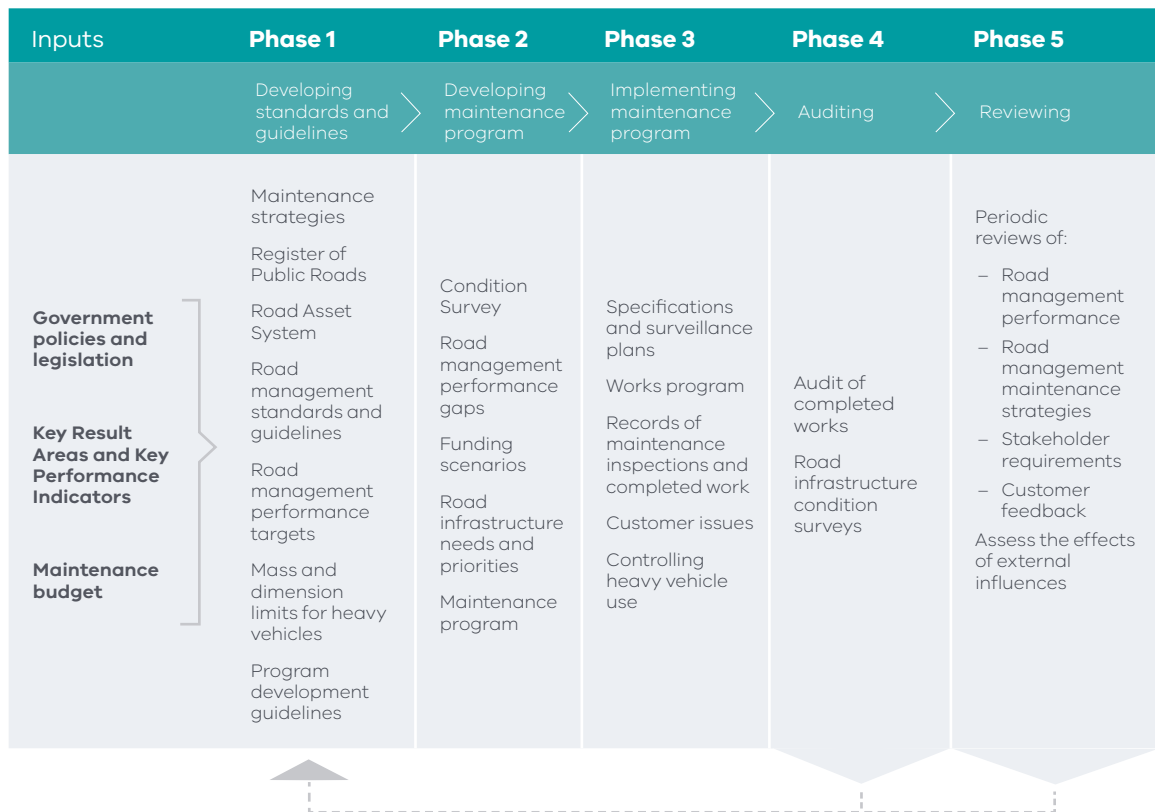 Inputs
Phase 1
Phase 2
Phase 3
Phase 4
Phase 5
Developing
standards and
guidelines
Developing
maintenance
program
Implementing
maintenance
program
Auditing
Reviewing
Government
policies and
legislation
Key Result
Areas and Key
Performance
Indicators
Maintenance
budget
Maintenance
strategies
Register of
Public Roads
Road Asset
System
Road
management
standards and
guidelines
Road
management
performance
targets
Mass and
dimension
limits for heavy
vehicles
Program
development
guidelines
Condition
Survey
Road
management
performance
gaps
Funding
scenarios
Road
infrastructure
needs and
priorities
Maintenance
program
Specifications
and surveillance
plans
Works program
Records of
maintenance
inspections and
completed work
Customer issues
Controlling
heavy vehicle
use
Audit of
completed
works
Road
infrastructure
condition
surveys
Periodic
reviews of:
– Road
management
performance
– Road
management
maintenance
strategies
– Stakeholder
requirements
– Customer
feedback
Assess the effects
of external
influences